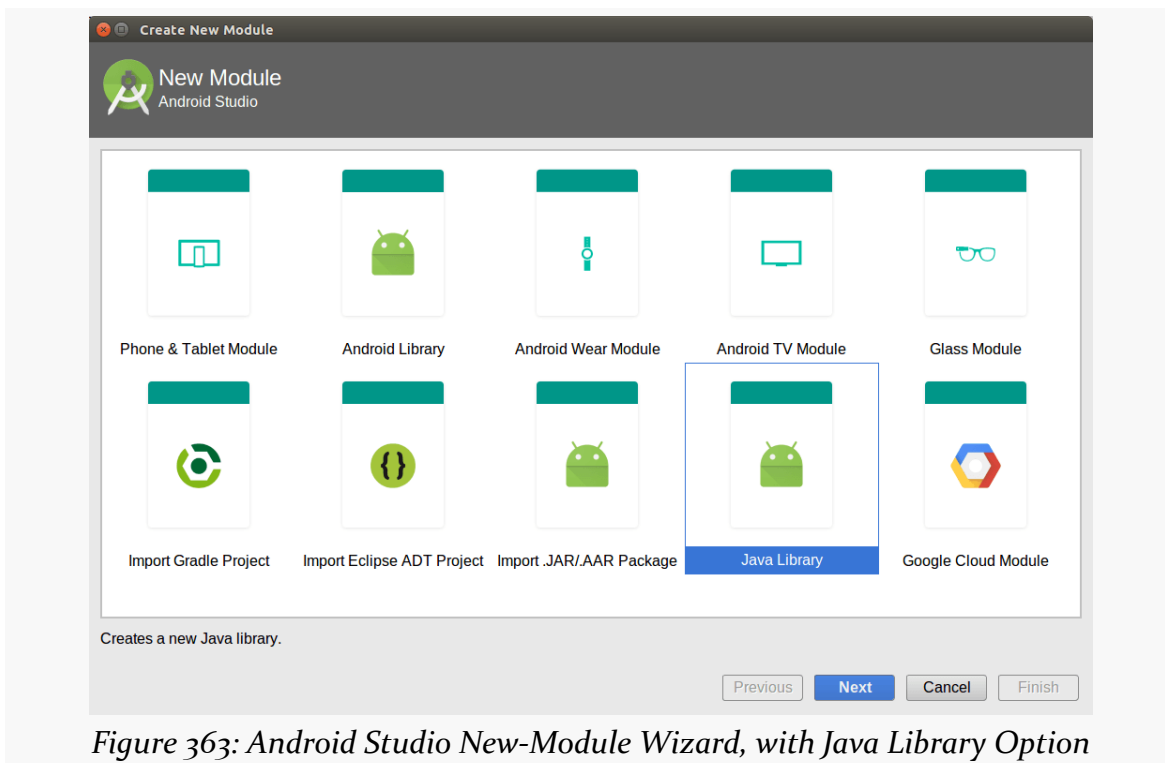 Create New Module
New Module
Android Studio
Phone & Tablet Module Android Library Android Wear Module Android TV Module Glass Module
{}
Import Gradle Project Import Eclipse ADT Project Import .JAR/.AAR Package Java Library Google Cloud Module
Creates a new Java library.
Previous Next Cancel Finish
Figure 363: Android Studio New-Module Wizard, with Java Library Option